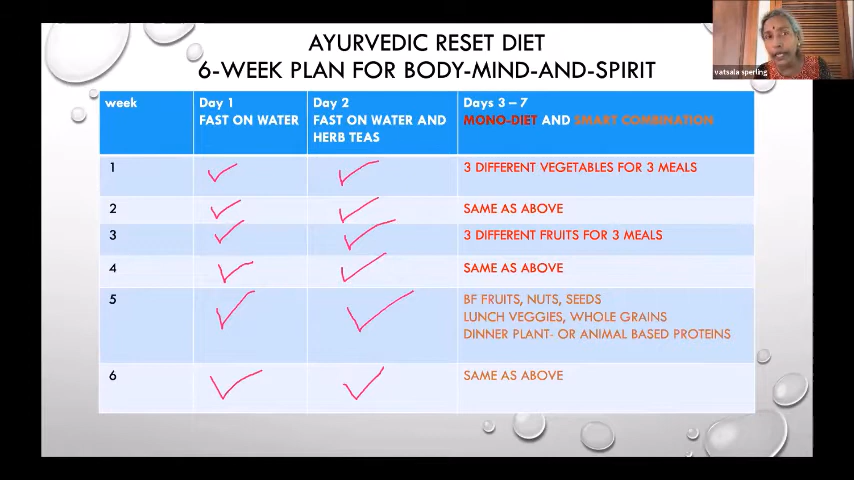 AYURVEDIC RESET DIET
6-WEEK PLAN FOR BODY-MIND-AND-SPIRIT
vatsala sperling
week
Day 1
FAST ON WATER
Day 2
FAST ON WATER AND
HERB TEAS
Days 3 – 7
MONO-DIET AND SMART COMBINATION
1
3 DIFFERENT VEGETABLES FOR 3 MEALS
2
SAME AS ABOVE
3
3 DIFFERENT FRUITS FOR 3 MEALS
4
SAME AS ABOVE
5
BF FRUITS, NUTS, SEEDS
LUNCH VEGGIES, WHOLE GRAINS
DINNER PLANT- OR ANIMAL BASED PROTEINS
6
SAME AS ABOVE